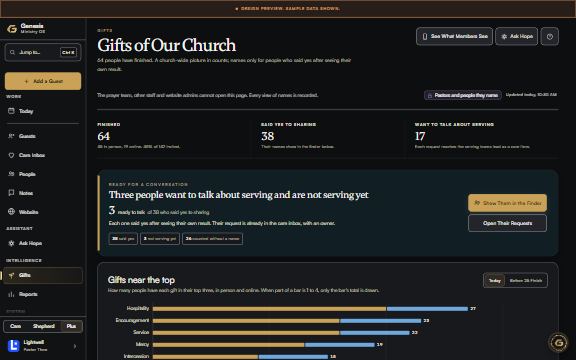 DESIGN PREVIEW. SAMPLE DATA SHOWN.
Genesis
Ministry OS
Jump to...
Ctrl K
Add a Guest
WORK
Today
Guests
Care Inbox
People
Notes
Website
ASSISTANT
Ask Hope
INTELLIGENCE
Gifts
Reports
Care
Shepherd
Plus
Lightwell
Pastor Theo
GIFTS
Gifts of Our Church
64 people have finished. A church-wide picture in counts; names only for people who said yes after seeing their
own result.
See What Members See
Ask Hope
The prayer team, other staff and website admins cannot open this page. Every view of names is recorded.
Pastors and people they name
Updated today, 10:20 AM
FINISHED
64
SAID YES TO SHARING
38
Their names show in the finder below.
WANT TO TALK ABOUT SERVING
17
Each request reaches the serving teams lead as a care item.
READY FOR A CONVERSATION
Three people want to talk about serving and are not serving yet
3 ready to talk of 38 who said yes to sharing
Each one said yes after seeing their own result. Their request is already in the care inbox, with an owner.
38 said yes
3 not serving yet
26 counted without a name
Show Them in the Finder
Open Their Requests
Gifts near the top
How many people have each gift in their top three, in person and online. When part of a bar is 1 to 4, only the bar's total is drawn.
Today
Before 28 Finish
Hospitality
27
Encouragement
23
Service
22
Mercy
19
Intercession
16